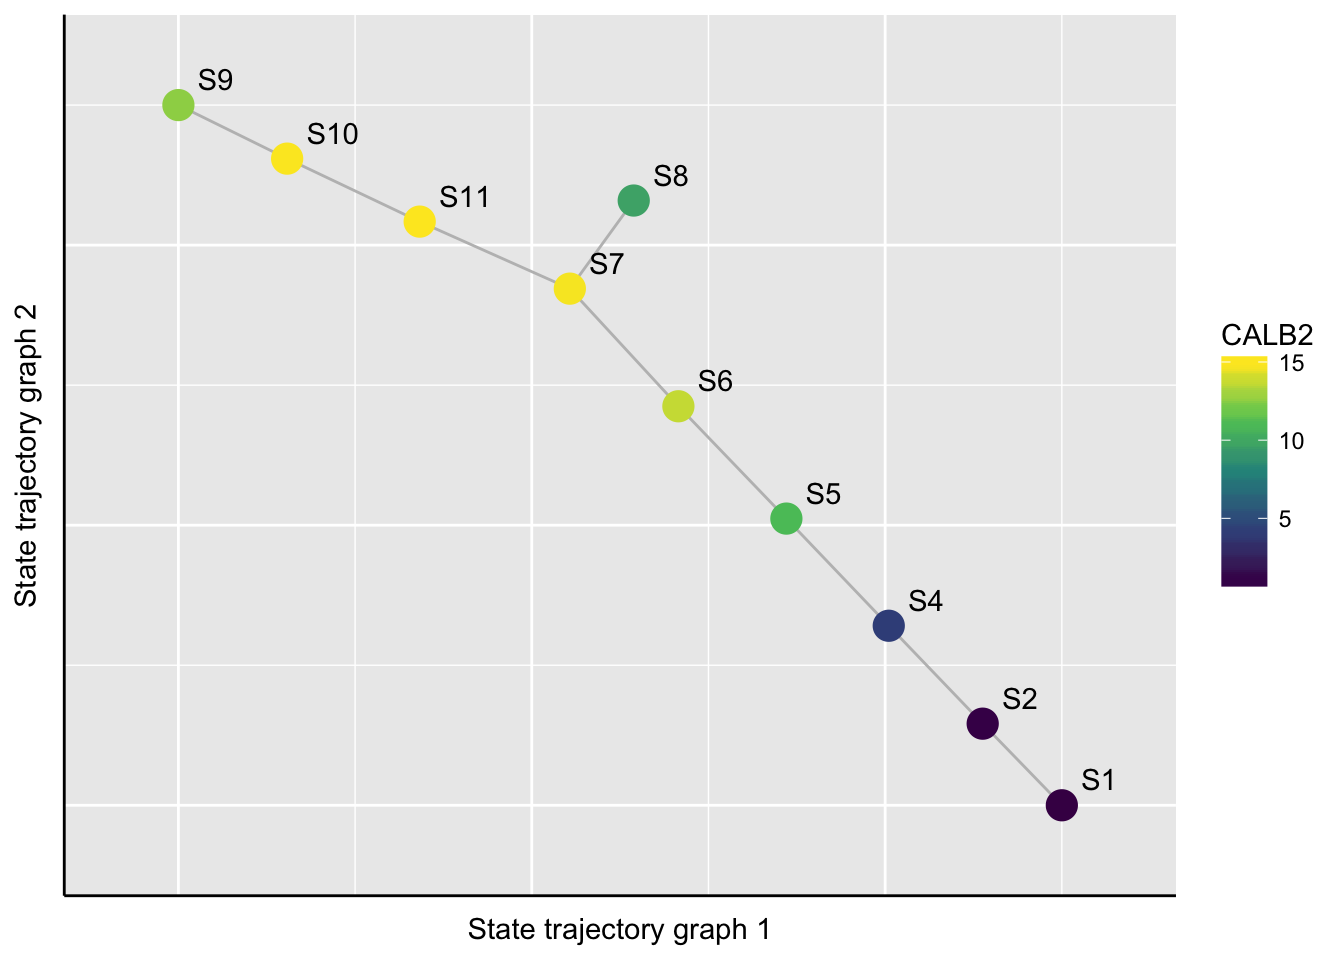 S9
S10
S11
S8
S7
S6
S5
S4
S2
S1
State trajectory graph 1
State trajectory graph 2
CALB2
15
10
5